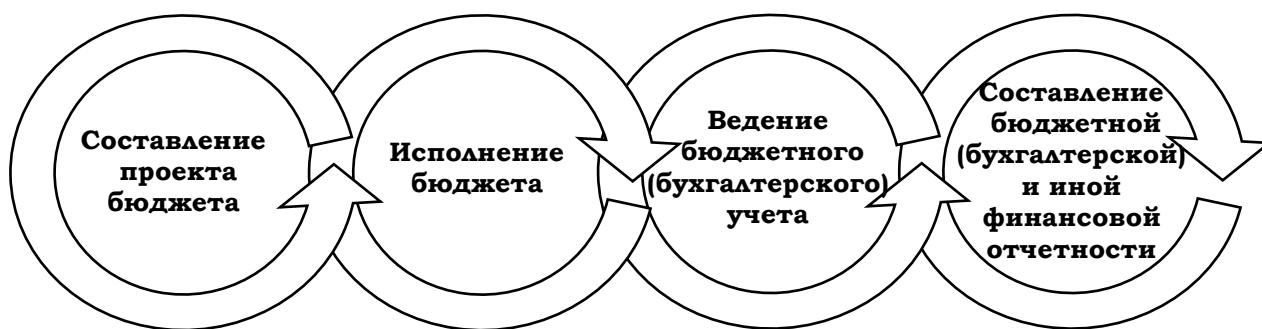 Составление
проекта
бюджета
Исполнение
бюджета
Ведение
бюджетного
(бухгалтерского)
учета
Составление
бюджетной
(бухгалтерской)
и иной
финансовой
отчетности